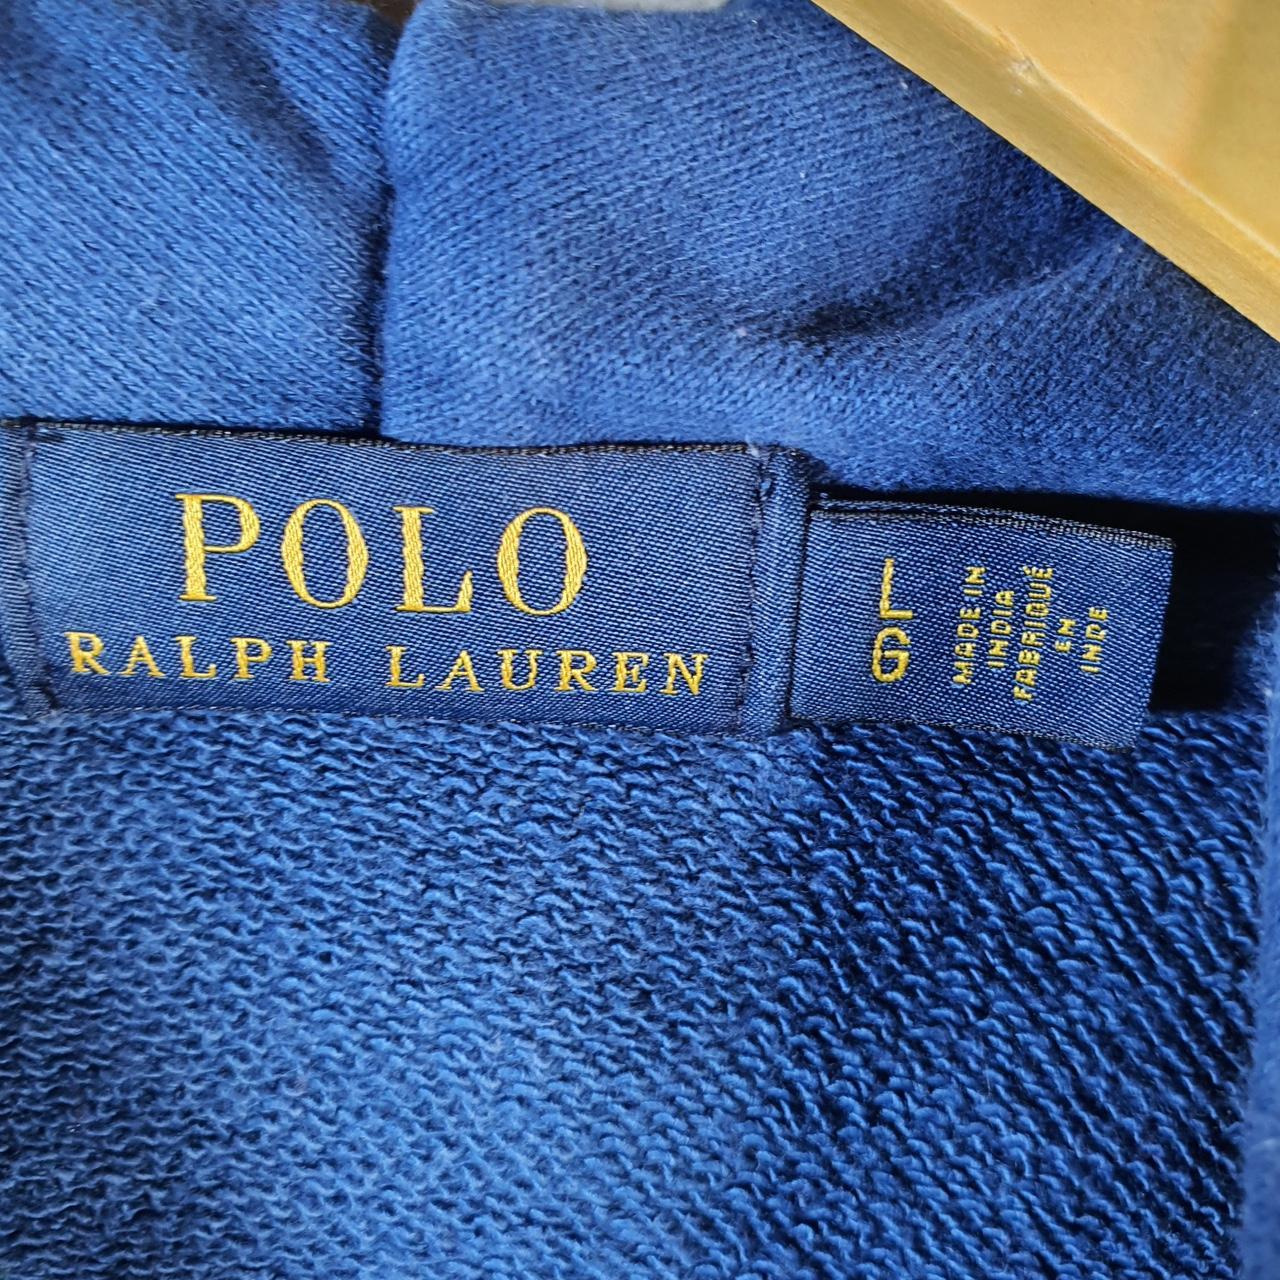 POLO
RALPH LAUREN
L
G
MADE IN
INDIA
FABRIQUÉ
EN
INDE